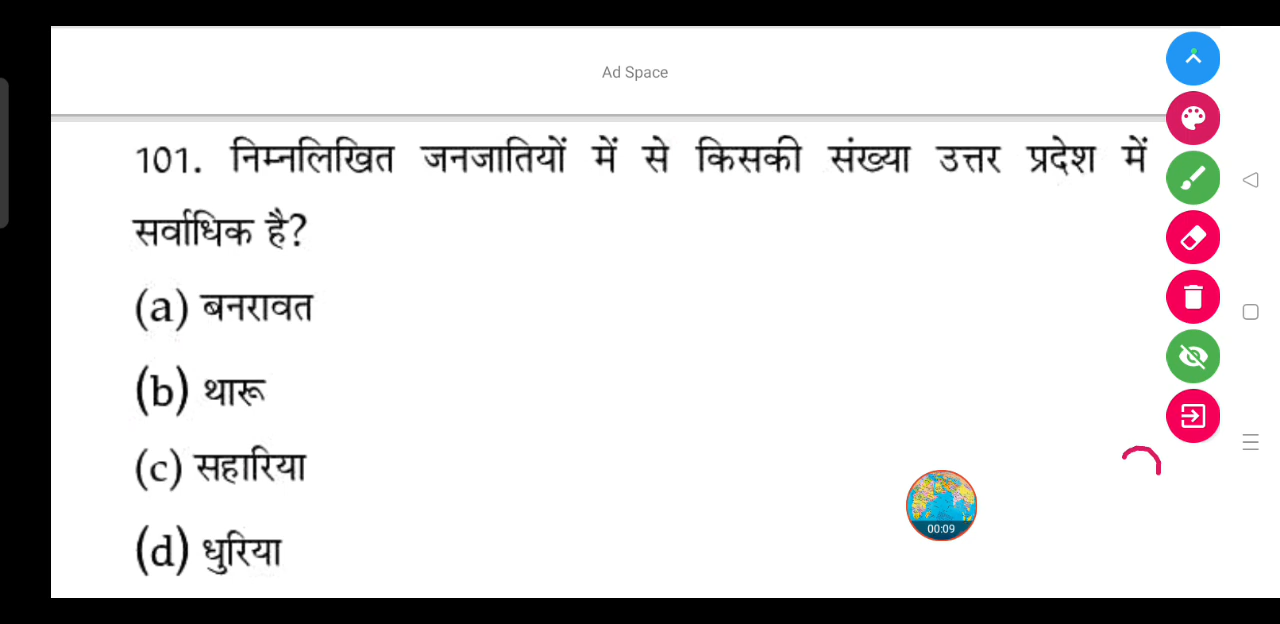 Ad Space
101. निम्नलिखित जनजातियों में से किसकी संख्या उत्तर प्रदेश में
सर्वाधिक है?
(a) बनरावत
(b) थारू
(c) सहारिया
(d) धुरिया
00:09